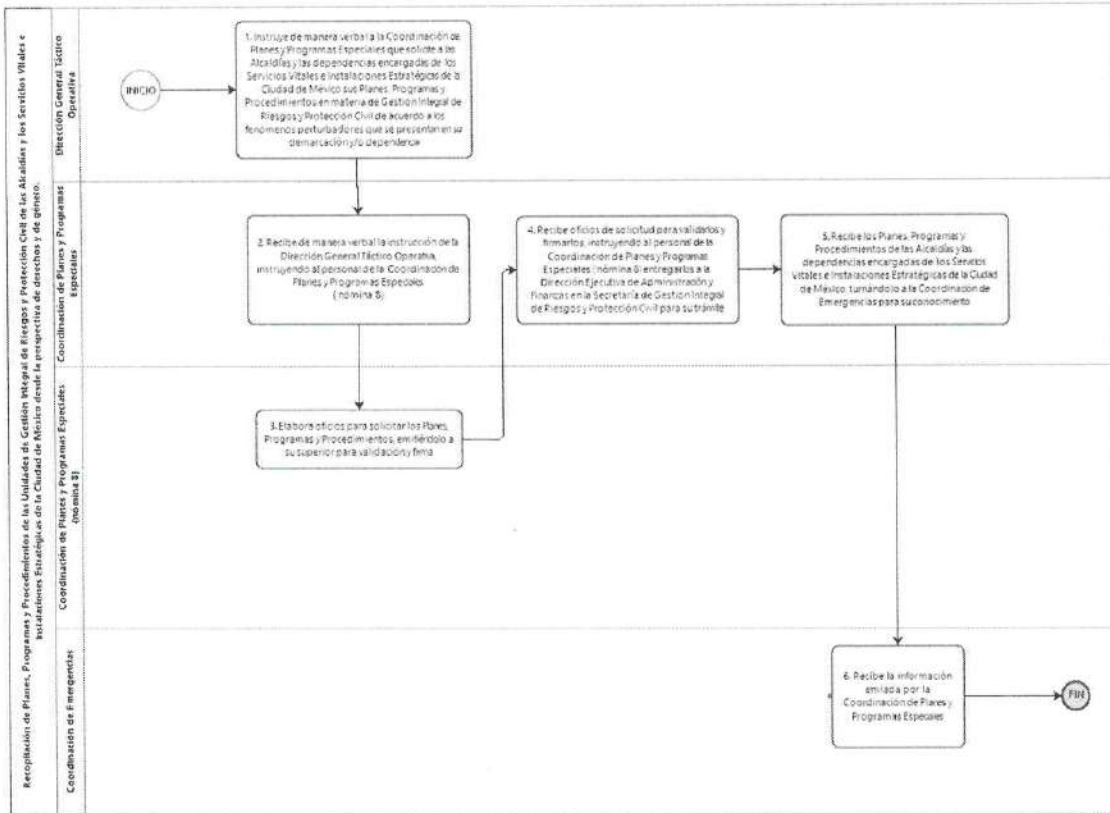 Recopilación de Planes, Programas y Procedimientos de las Unidades de Gestión Integral de Riesgos y Protección Civil de las Alcaldías y los Servicios Vitales e
Instalaciones Estratégicas de la Ciudad de México desde la perspectiva de derechos y de género.
Dirección General Táctico
Operativa
INICIO
1. Instruye de manera verbal a la Coordinación de
Planes y Programas Especiales que solicite a las
Alcaldías y las dependencias encargadas de los
Servicios Vitales e Instalaciones Estratégicas de la
Ciudad de México sus Planes, Programas y
Procedimientos en materia de Gestión Integral de
Riesgos y Protección Civil de acuerdo a los
fenómenos perturbadores que se presentan en su
demarcación y/o dependencia
Coordinación de Planes y Programas
Especiales
2. Recibe de manera verbal la instrucción de la
Dirección General Táctico Operativa,
instruyendo al personal de la Coordinación de
Planes y Programas Especiales
(nómina 8)
4. Recibe oficios de solicitud para validarlos y
firmarlos, instruyendo al personal de la
Coordinación de Planes y Programas
Especiales (nómina 8) entregarlos a la
Dirección Ejecutiva de Administración y
Finanzas en la Secretaría de Gestión Integral
de Riesgos y Protección Civil para su trámite
5. Recibe los Planes, Programas y
Procedimientos de las Alcaldías y las
dependencias encargadas de los Servicios
Vitales e Instalaciones Estratégicas de la Ciudad
de México, turnándolo a la Coordinación de
Emergencias para su conocimiento
Coordinación de Planes y Programas Especiales
(nómina 8)
3. Elabora oficios para solicitar los Planes,
Programas y Procedimientos, emitiéndolo a
su superior para validación y firma
Coordinación de Emergencias
6. Recibe la información
enviada por la
Coordinación de Planes y
Programas Especiales
FIN